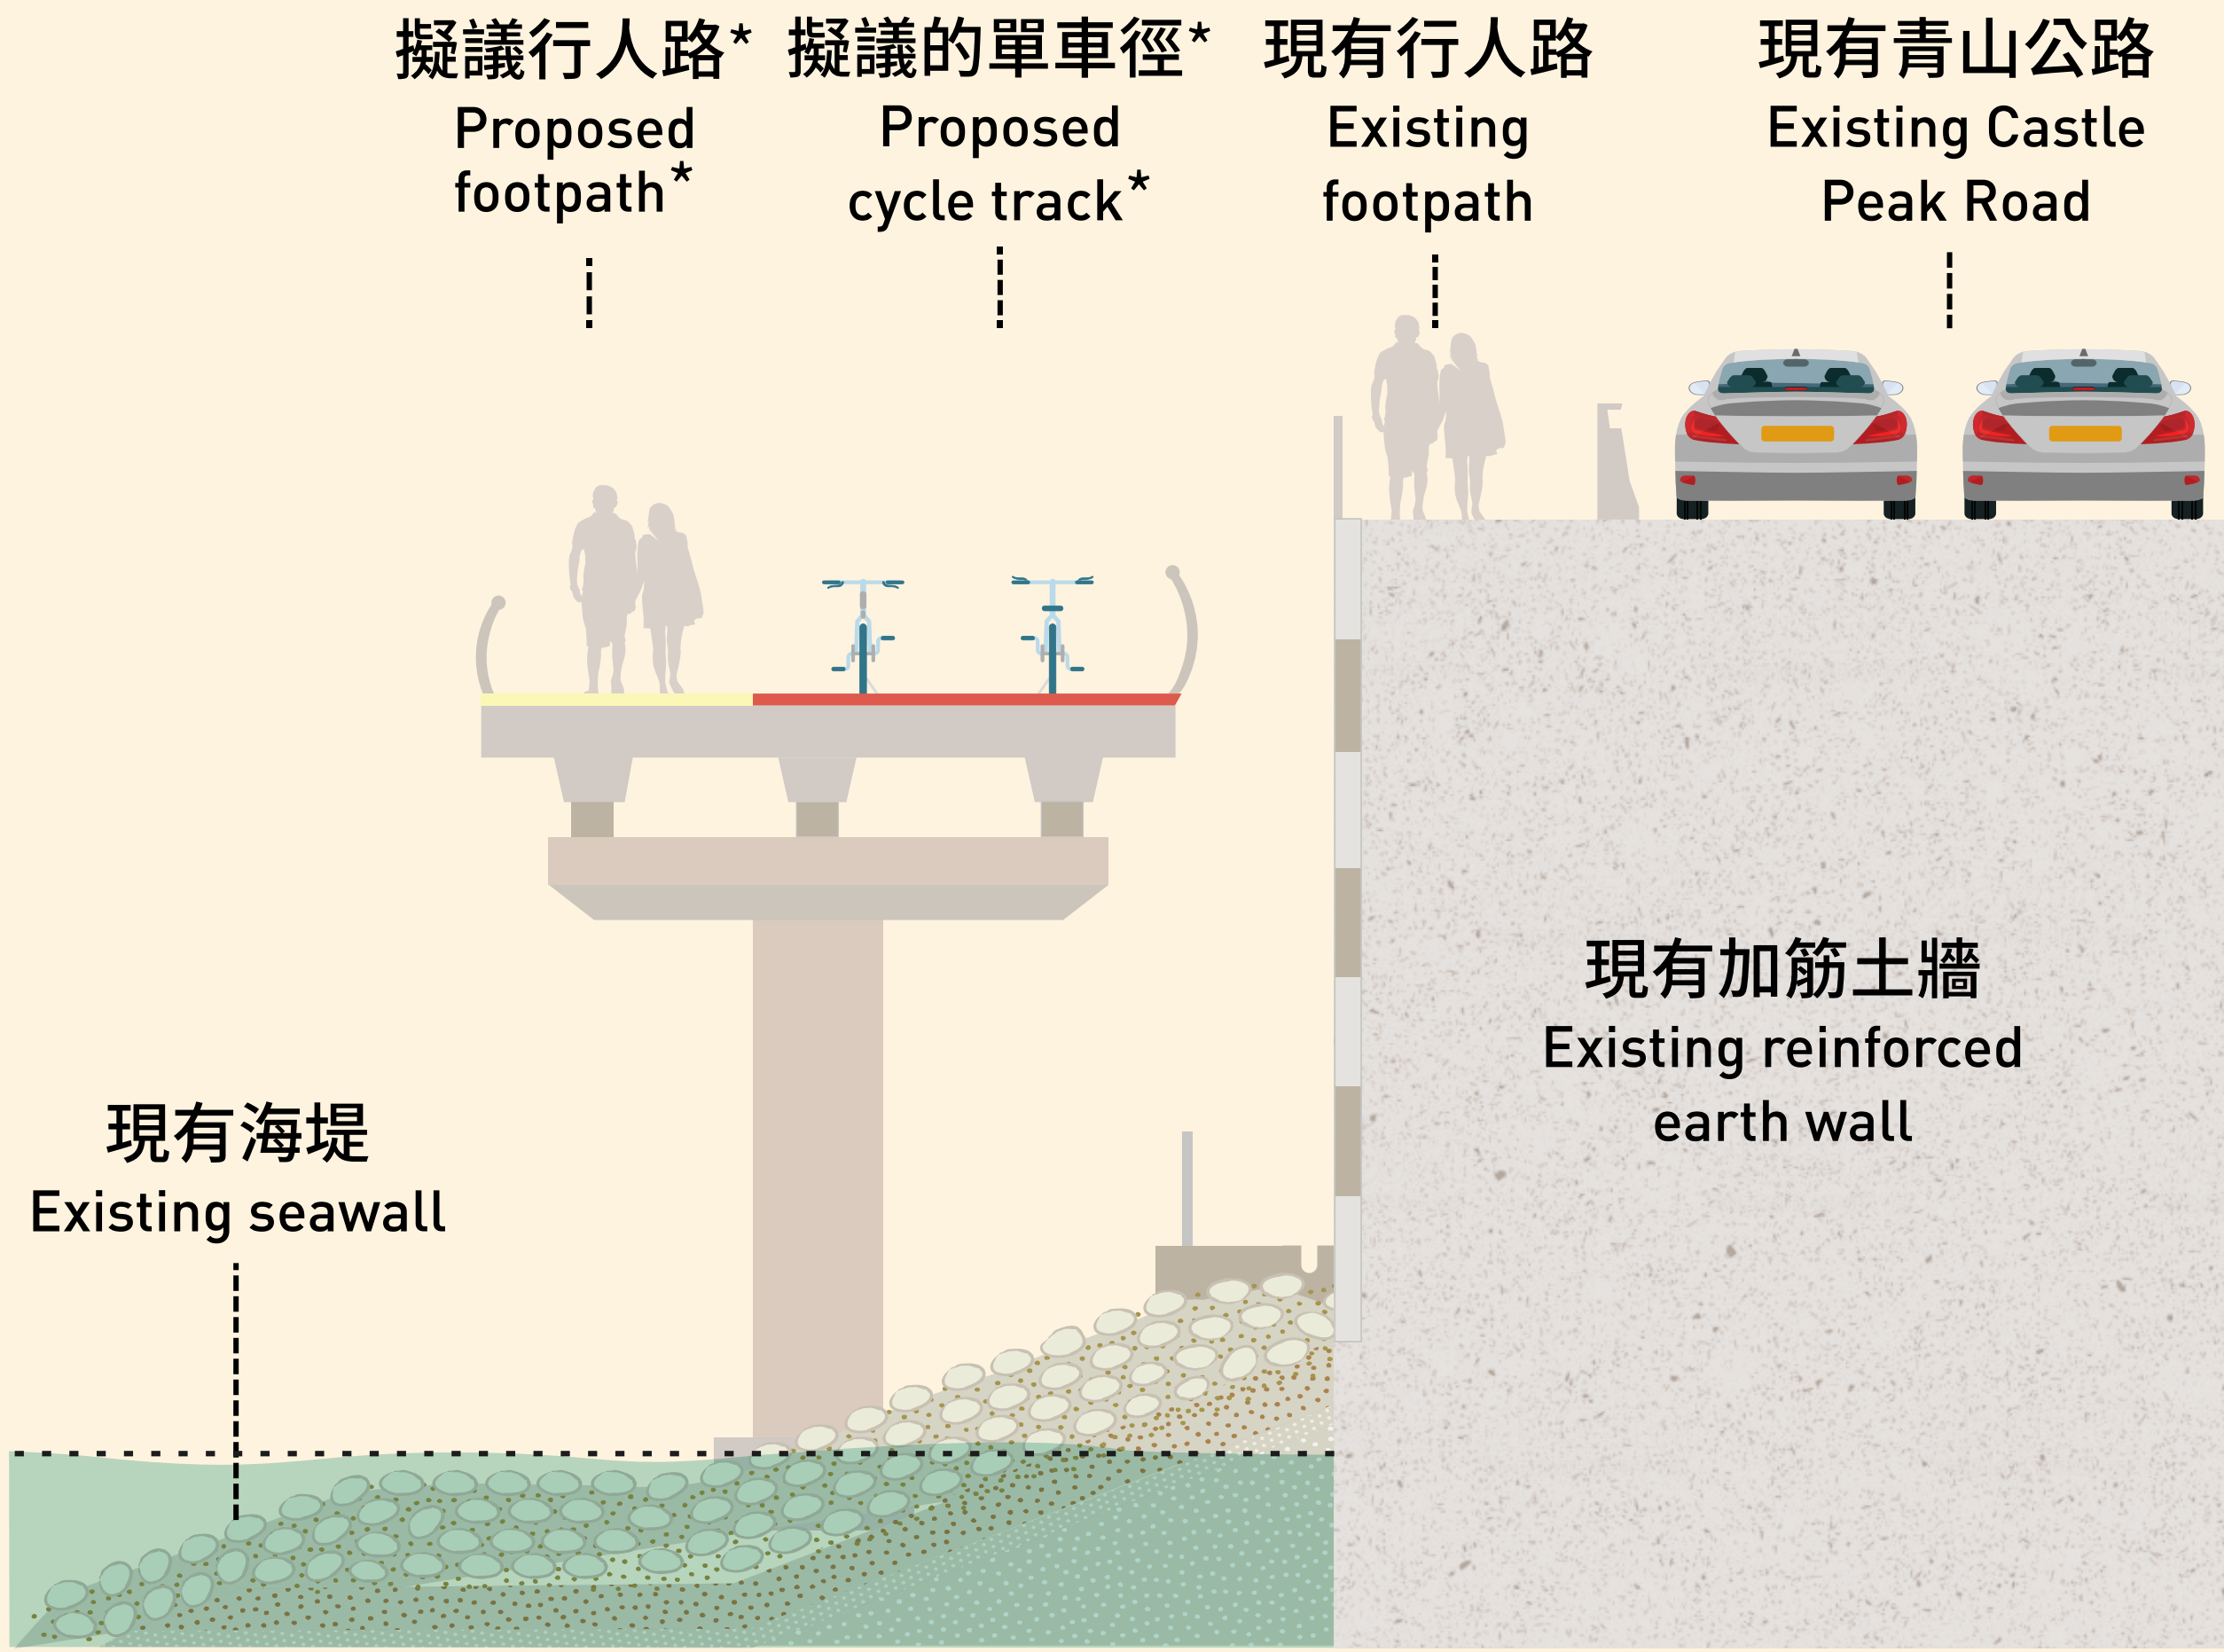 擬議行人路*
Proposed
footpath*
擬議的單車徑*
Proposed
cycle track*
現有行人路
Existing
footpath
現有青山公路
Existing Castle
Peak Road
現有加筋土牆
Existing reinforced
earth wall
現有海堤
Existing seawall